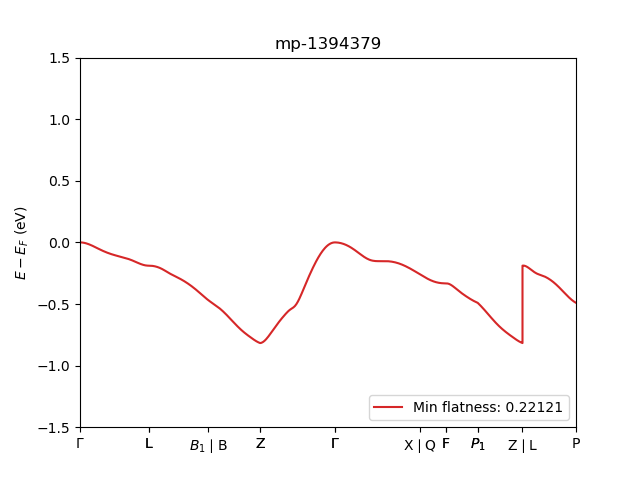 mp-1394379
E − E_F (eV)
1.5
1.0
0.5
0.0
−0.5
−1.0
−1.5
Min flatness: 0.22121
Γ L B₁ | B Z Γ X | Q F P₁ Z | L P